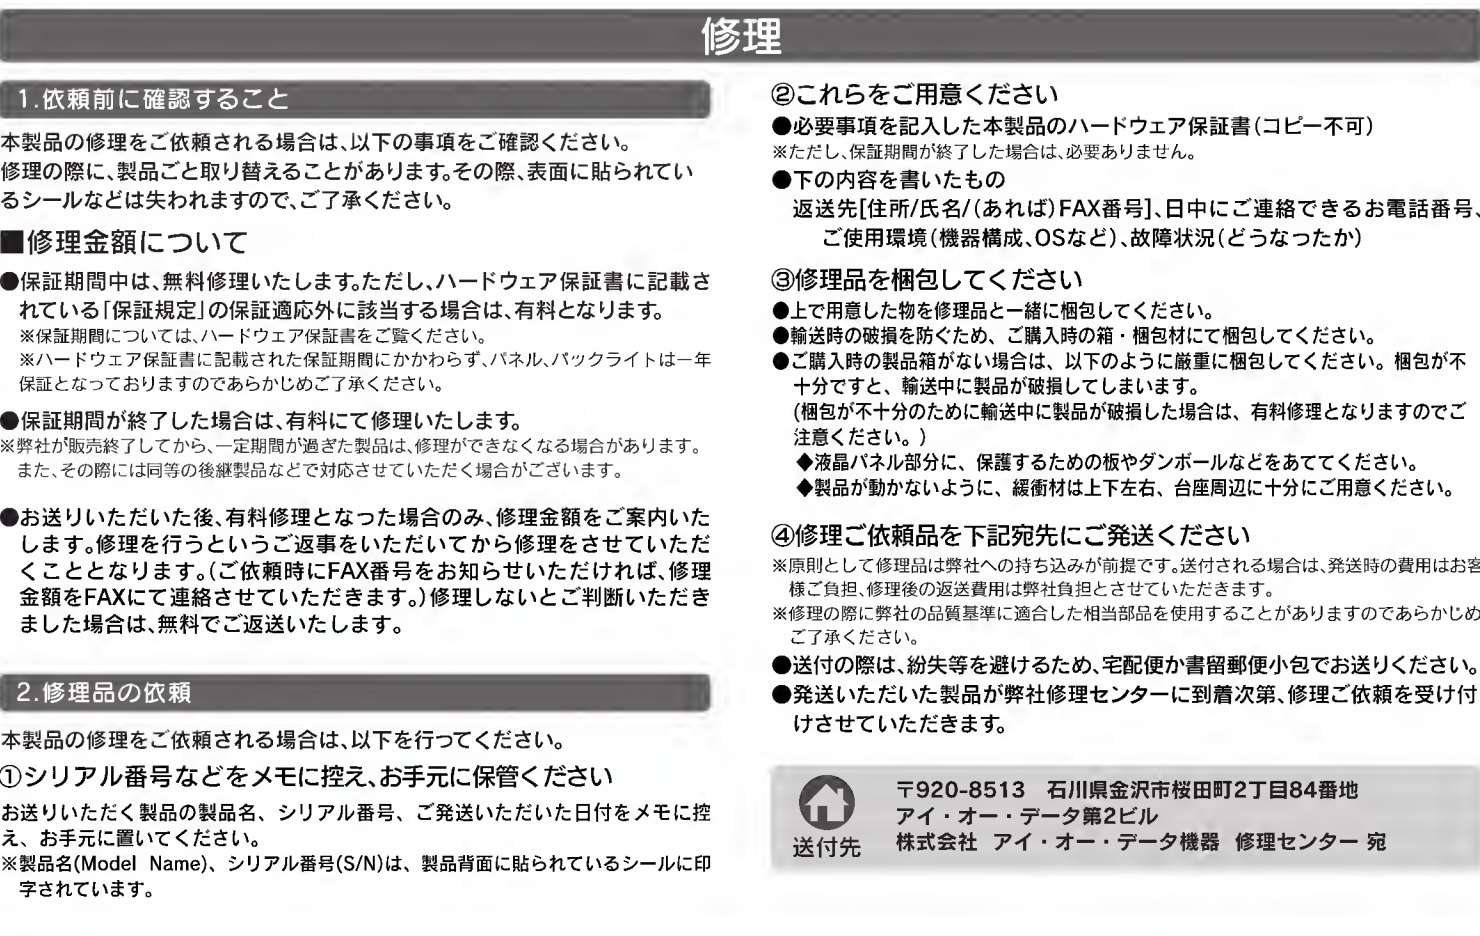 修理
1.依頼前に確認すること
本製品の修理をご依頼される場合は、以下の事項をご確認ください。
修理の際に、製品ごと取り替えることがあります。その際、表面に貼られてい
るシールなどは失われますので、ご了承ください。
■修理金額について
●保証期間中は、無料修理いたします。ただし、ハードウェア保証書に記載さ
れている「保証規定」の保証適応外に該当する場合は、有料となります。
※保証期間については、ハードウェア保証書をご覧ください。
※ハードウェア保証書に記載された保証期間にかかわらず、パネル、バックライトは一年
保証となっておりますのであらかじめご了承ください。
●保証期間が終了した場合は、有料にて修理いたします。
※弊社が販売終了してから、一定期間が過ぎた製品は、修理ができなくなる場合があります。
また、その際には同等の後継製品などで対応させていただく場合がございます。
●お送りいただいた後、有料修理となった場合のみ、修理金額をご案内いた
します。修理を行うというご返事をいただいてから修理をさせていただ
くこととなります。(ご依頼時にFAX番号をお知らせいただければ、修理
金額をFAXにて連絡させていただきます。)修理しないとご判断いただき
ました場合は、無料でご返送いたします。
2.修理品の依頼
本製品の修理をご依頼される場合は、以下を行ってください。
①シリアル番号などをメモに控え、お手元に保管ください
お送りいただく製品の製品名、シリアル番号、ご発送いただいた日付をメモに控
え、お手元に置いてください。
※製品名(Model Name)、シリアル番号(S/N)は、製品背面に貼られているシールに印
字されています。
②これらをご用意ください
●必要事項を記入した本製品のハードウェア保証書(コピー不可)
※ただし、保証期間が終了した場合は、必要ありません。
●下の内容を書いたもの
返送先[住所/氏名/(あれば)FAX番号]、日中にご連絡できるお電話番号、
ご使用環境(機器構成、OSなど)、故障状況(どうなったか)
③修理品を梱包してください
●上で用意した物を修理品と一緒に梱包してください。
●輸送時の破損を防ぐため、ご購入時の箱・梱包材にて梱包してください。
●ご購入時の製品箱がない場合は、以下のように厳重に梱包してください。梱包が不
十分ですと、輸送中に製品が破損してしまいます。
(梱包が不十分のために輸送中に製品が破損した場合は、有料修理となりますのでご
注意ください。)
◆液晶パネル部分に、保護するための板やダンボールなどをあててください。
◆製品が動かないように、緩衝材は上下左右、台座周辺に十分にご用意ください。
④修理ご依頼品を下記宛先にご発送ください
※原則として修理品は弊社への持ち込みが前提です。送付される場合は、発送時の費用はお客
様ご負担、修理後の返送費用は弊社負担とさせていただきます。
※修理の際に弊社の品質基準に適合した相当部品を使用することがありますのであらかじめ
ご了承ください。
●送付の際は、紛失等を避けるため、宅配便か書留郵便小包でお送りください。
●発送いただいた製品が弊社修理センターに到着次第、修理ご依頼を受け付
けさせていただきます。
送付先
〒920-8513 石川県金沢市桜田町2丁目84番地
アイ・オー・データ第2ビル
株式会社 アイ・オー・データ機器 修理センター 宛